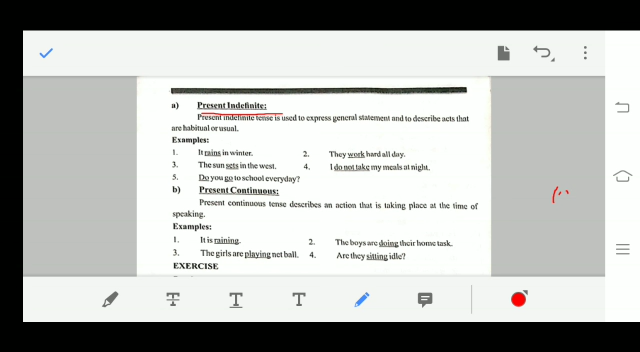 a) Present Indefinite:
Present indefinite tense is used to express general statement and to describe acts that
are habitual or usual.
Examples:
1. It rains in winter. 2. They work hard all day.
3. The sun sets in the west. 4. I do not take my meals at night.
5. Do you go to school everyday?
b) Present Continuous:
Present continuous tense describes an action that is taking place at the time of
speaking.
Examples:
1. It is raining. 2. The boys are doing their home task.
3. The girls are playing net ball. 4. Are they sitting idle?
EXERCISE
T T T